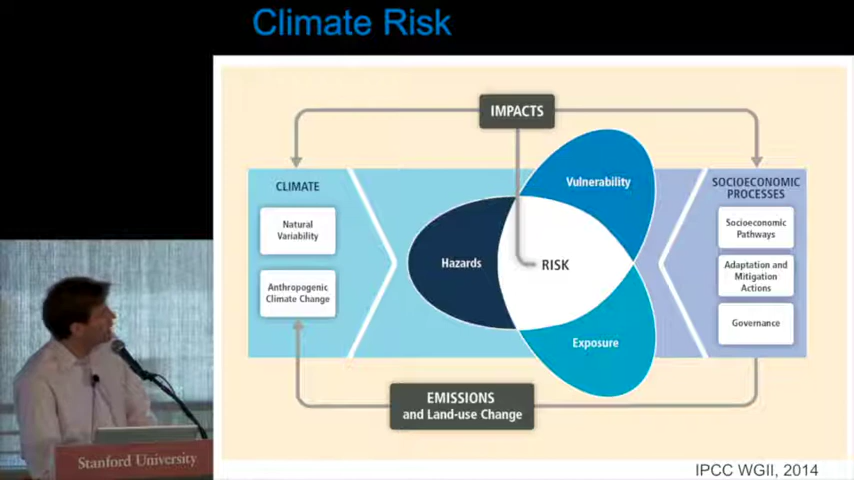 Climate Risk
IMPACTS
CLIMATE
Natural
Variability
Anthropogenic
Climate Change
Hazards
Vulnerability
RISK
Exposure
SOCIOECONOMIC
PROCESSES
Socioeconomic
Pathways
Adaptation and
Mitigation
Actions
Governance
EMISSIONS
and Land-use Change
IPCC WGII, 2014
Stanford University